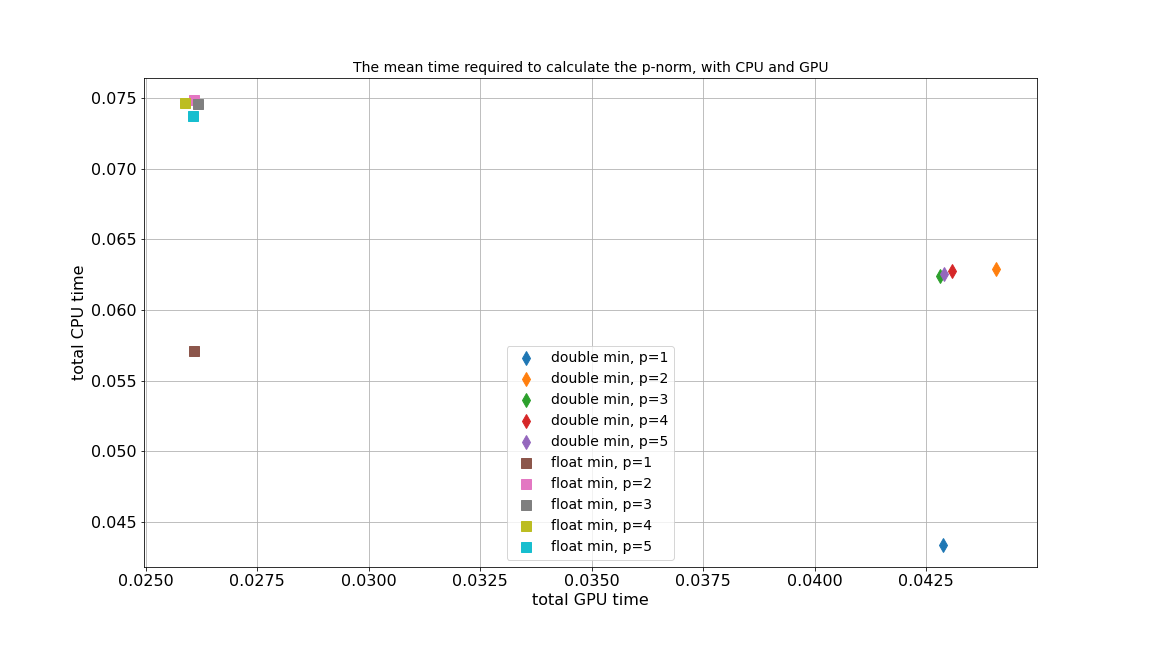 The mean time required to calculate the p-norm, with CPU and GPU
total CPU time
0.075
0.070
0.065
0.060
0.055
0.050
0.045
double min, p=1
double min, p=2
double min, p=3
double min, p=4
double min, p=5
float min, p=1
float min, p=2
float min, p=3
float min, p=4
float min, p=5
0.0250 0.0275 0.0300 0.0325 0.0350 0.0375 0.0400 0.0425
total GPU time